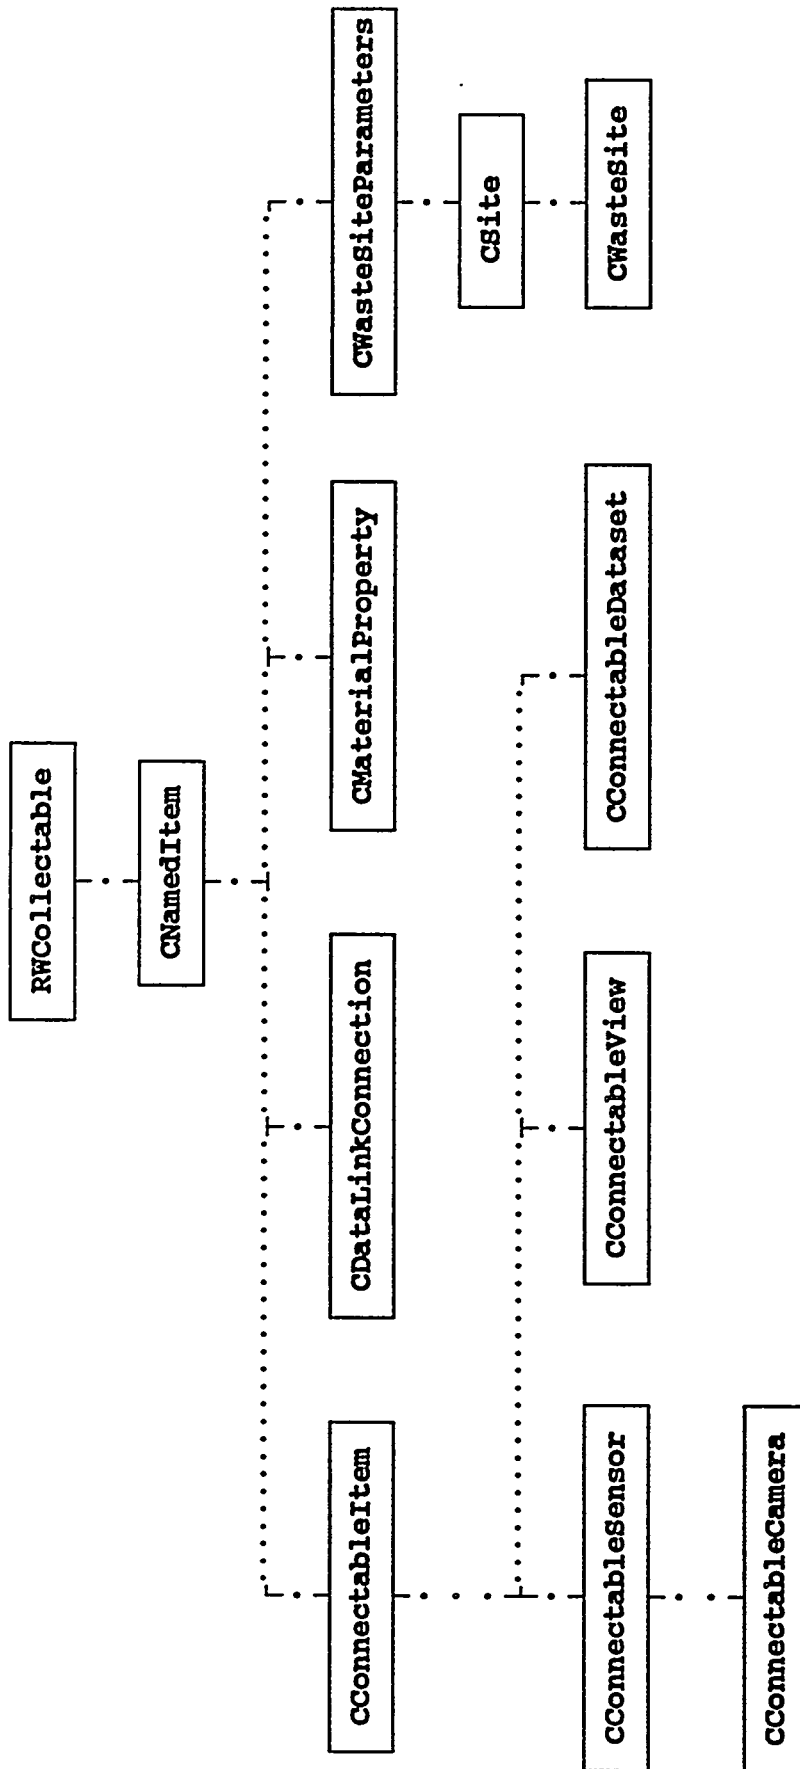 RWCollectable
CNamedItem
CConnectableItem
CDataLinkConnection
CMaterialProperty
CWasteSiteParameters
CSite
CConnectableSensor
CConnectableView
CConnectableDataset
CWasteSite
CConnectableCamera